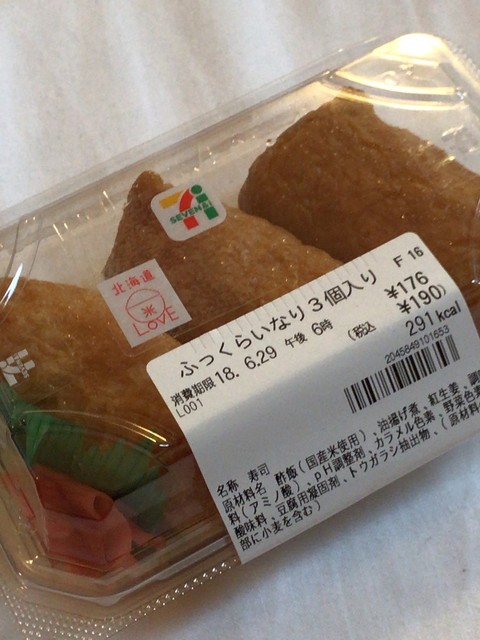 7
SEVEN&i
北海道
米
LOVE
ふっくらいなり3個入り
F 16
¥176
(税込 ¥190)
291kcal
消費期限 18. 6.29 午後 6時
L001
2045849101653
名称 寿司
原材料名 酢飯(国産米使用)、油揚げ煮、紅生姜、調
料(アミノ酸)、pH調整剤、カラメル色素、野菜色素
酸味料、豆腐用凝固剤、トウガラシ抽出物、(原材料
部に小麦を含む)